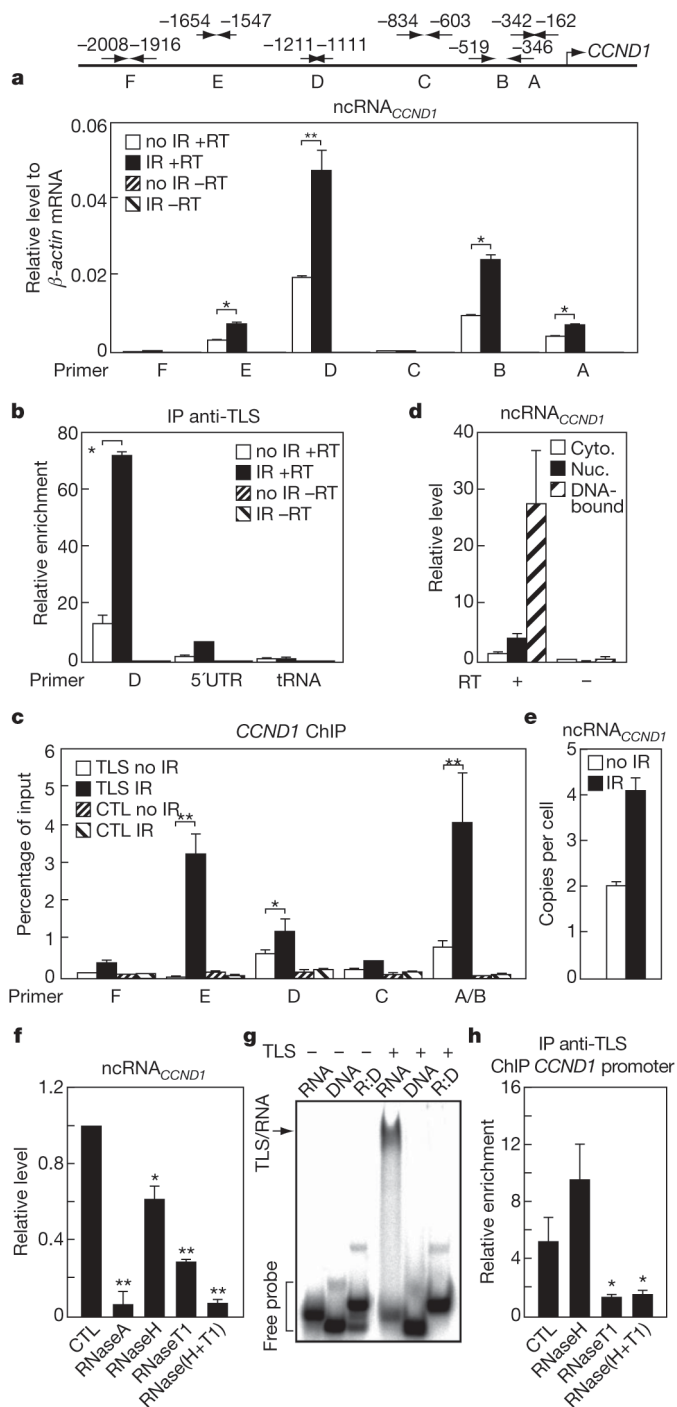 −1654 −1547 −834 −603 −342 −162
−2008 −1916 −1211 −1111 −519 −346 CCND1
F E D C B A
a
ncRNACCND1
no IR +RT
IR +RT
no IR −RT
IR −RT
Relative level to
β-actin mRNA
0.06
0.04
0.02
0
** * * *
Primer F E D C B A
b
IP anti-TLS
no IR +RT
IR +RT
no IR −RT
IR −RT
Relative enrichment
80
60
40
20
0
*
Primer D 5′UTR tRNA
d
ncRNACCND1
Cyto.
Nuc.
DNA-
bound
Relative level
40
30
20
10
0
RT + −
c
CCND1 ChIP
TLS no IR
TLS IR
CTL no IR
CTL IR
Percentage of input
6
5
4
3
2
1
0
** * **
Primer F E D C A/B
e
ncRNACCND1
no IR
IR
Copies per cell
5
4
3
2
1
0
f
ncRNACCND1
Relative level
1.2
0.8
0.4
0
** * ** **
CTL
RNaseA
RNaseH
RNaseT1
RNase(H+T1)
g
TLS − − − + + +
RNA DNA R:D RNA DNA R:D
TLS/RNA
Free probe
h
IP anti-TLS
ChIP CCND1 promoter
Relative enrichment
16
12
8
4
0
* *
CTL
RNaseH
RNaseT1
RNase(H+T1)